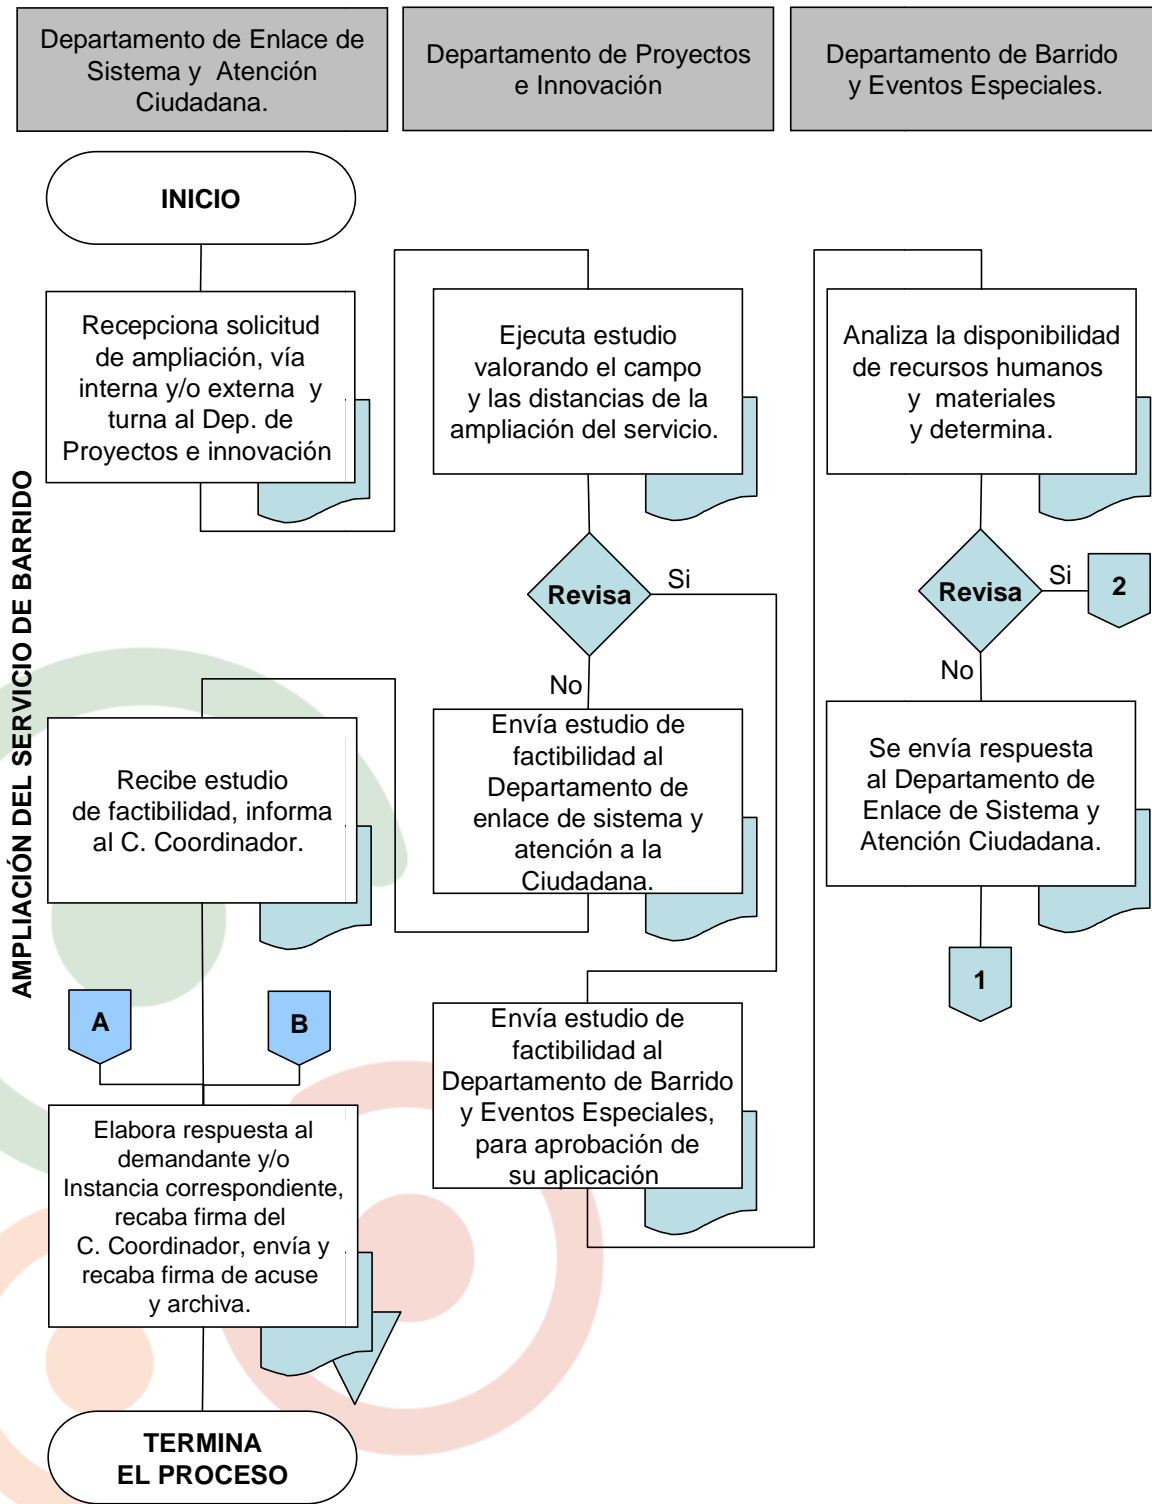 Departamento de Enlace de
Sistema y Atención
Ciudadana.
Departamento de Proyectos
e Innovación
Departamento de Barrido
y Eventos Especiales.
AMPLIACIÓN DEL SERVICIO DE BARRIDO
INICIO
Recepciona solicitud
de ampliación, vía
interna y/o externa y
turna al Dep. de
Proyectos e innovación
Ejecuta estudio
valorando el campo
y las distancias de la
ampliación del servicio.
Analiza la disponibilidad
de recursos humanos
y materiales
y determina.
Revisa
Si
No
Revisa
Si
2
No
Recibe estudio
de factibilidad, informa
al C. Coordinador.
Envía estudio de
factibilidad al
Departamento de
enlace de sistema y
atención a la
Ciudadana.
Se envía respuesta
al Departamento de
Enlace de Sistema y
Atención Ciudadana.
1
A
B
Envía estudio de
factibilidad al
Departamento de Barrido
y Eventos Especiales,
para aprobación de
su aplicación
Elabora respuesta al
demandante y/o
Instancia correspondiente,
recaba firma del
C. Coordinador, envía y
recaba firma de acuse
y archiva.
TERMINA
EL PROCESO